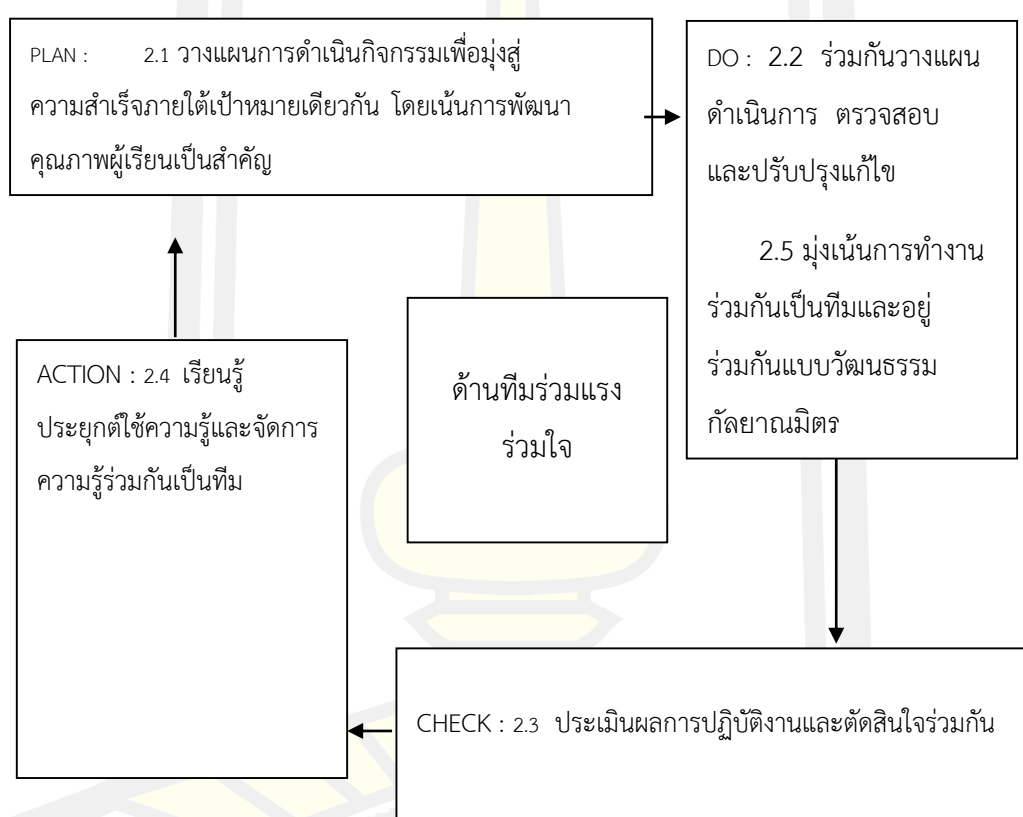 PLAN : 2.1 วางแผนการดำเนินกิจกรรมเพื่อมุ่งสู่
ความสำเร็จภายใต้เป้าหมายเดียวกัน โดยเน้นการพัฒนา
คุณภาพผู้เรียนเป็นสำคัญ
DO : 2.2 ร่วมกันวางแผน
ดำเนินการ ตรวจสอบ
และปรับปรุงแก้ไข
2.5 มุ่งเน้นการทำงาน
ร่วมกันเป็นทีมและอยู่
ร่วมกันแบบวัฒนธรรม
กัลยาณมิตร
ด้านทีมร่วมแรง
ร่วมใจ
CHECK : 2.3 ประเมินผลการปฏิบัติงานและตัดสินใจร่วมกัน
ACTION : 2.4 เรียนรู้
ประยุกต์ใช้ความรู้และจัดการ
ความรู้ร่วมกันเป็นทีม